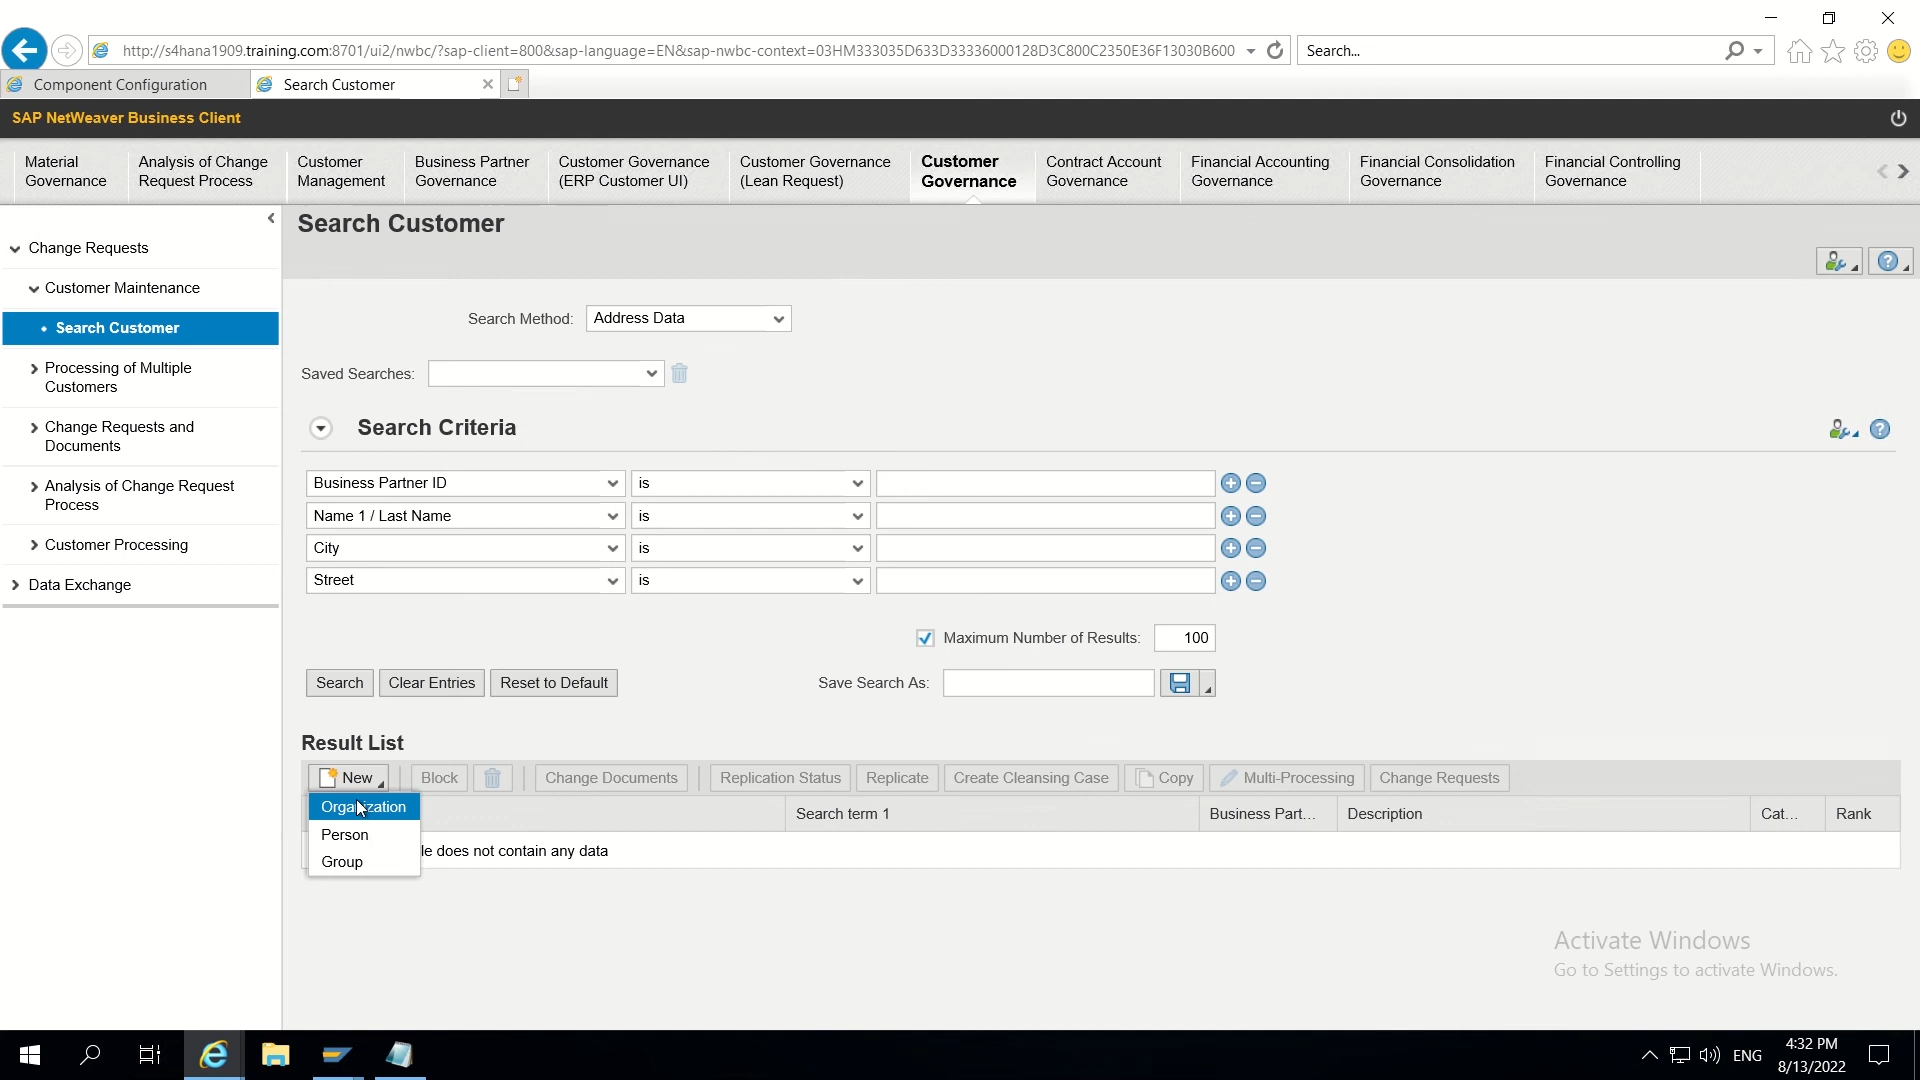 http://s4hana1909.training.com:8701/ui2/nwbc/?sap-client=800&sap-language=EN&sap-nwbc-context=03HM333035D633D33336000128D3C800C2350E36F13030B600
Search...
Component Configuration
Search Customer
SAP NetWeaver Business Client
Material Governance
Analysis of Change Request Process
Customer Management
Business Partner Governance
Customer Governance (ERP Customer UI)
Customer Governance (Lean Request)
Customer Governance
Contract Account Governance
Financial Accounting Governance
Financial Consolidation Governance
Financial Controlling Governance
Change Requests
Customer Maintenance
Search Customer
Processing of Multiple
Customers
Change Requests and
Documents
Analysis of Change Request
Process
Customer Processing
Data Exchange
Search Customer
Search Method: Address Data
Saved Searches:
Search Criteria
Business Partner ID is
Name 1 / Last Name is
City is
Street is
Maximum Number of Results: 100
Search Clear Entries Reset to Default Save Search As:
Result List
New Block Change Documents Replication Status Replicate Create Cleansing Case Copy Multi-Processing Change Requests
Organization
Person
Group
Search term 1 Business Part... Description Cat... Rank
le does not contain any data
Activate Windows
Go to Settings to activate Windows.
ENG
4:32 PM
8/13/2022